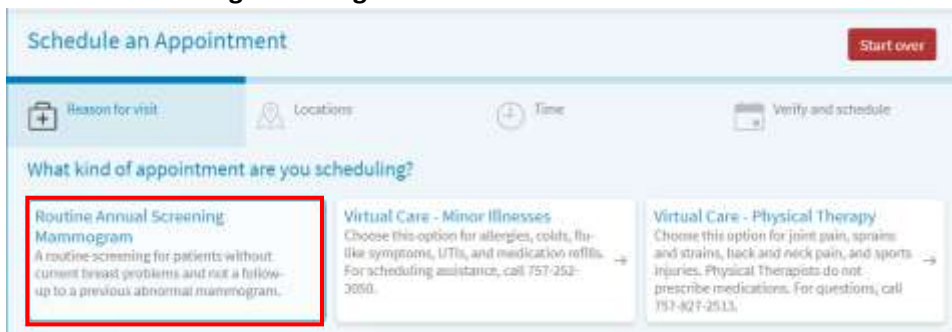 Schedule an Appointment
Start over
Reason for visit
Locations
Time
Verify and schedule
What kind of appointment are you scheduling?
Routine Annual Screening
Mammogram
A routine screening for patients without
current breast problems and not a follow-
up to a previous abnormal mammogram.
Virtual Care - Minor Illnesses
Choose this option for allergies, colds, flu-
like symptoms, UTIs, and medication refills.
For scheduling assistance, call 757-252-
3050.
Virtual Care - Physical Therapy
Choose this option for joint pain, sprains
and strains, back and neck pain, and sports
injuries. Physical Therapists do not
prescribe medications. For questions, call
757-827-2513.